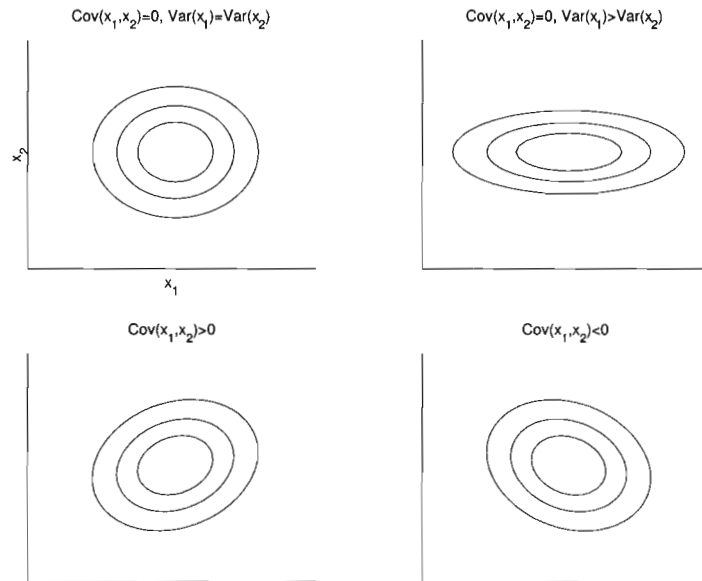 Cov(x₁,x₂)=0, Var(x₁)=Var(x₂)
Cov(x₁,x₂)=0, Var(x₁)>Var(x₂)
x₂
x₁
Cov(x₁,x₂)>0
Cov(x₁,x₂)<0